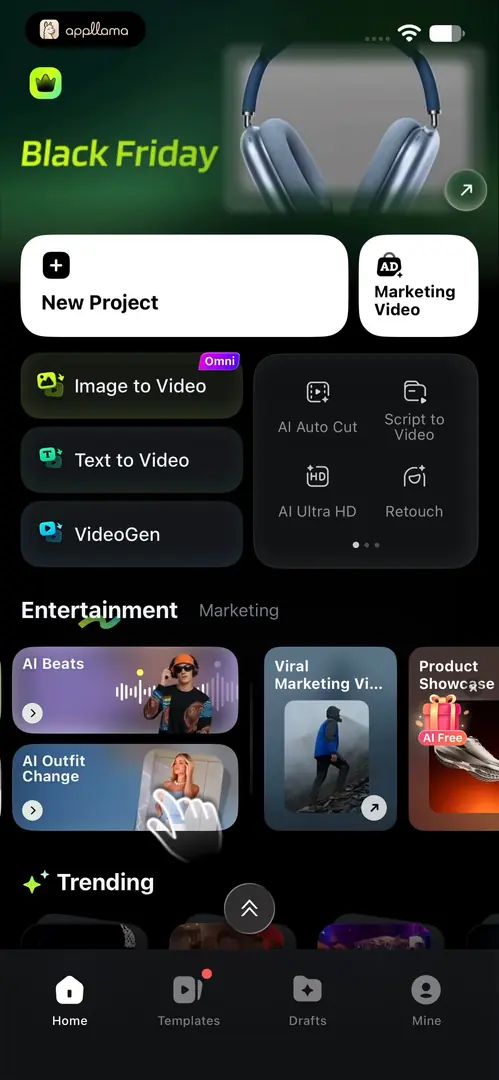 appllama
Black Friday
New Project
AD
Marketing
Video
Omni
Image to Video
T
Text to Video
VideoGen
AI Auto Cut
Script to
Video
HD
AI Ultra HD
Retouch
Entertainment
Marketing
AI Beats
AI Outfit
Change
Viral
Marketing Vi...
Product
Showcase
AI Free
Trending
Home
Templates
Drafts
Mine